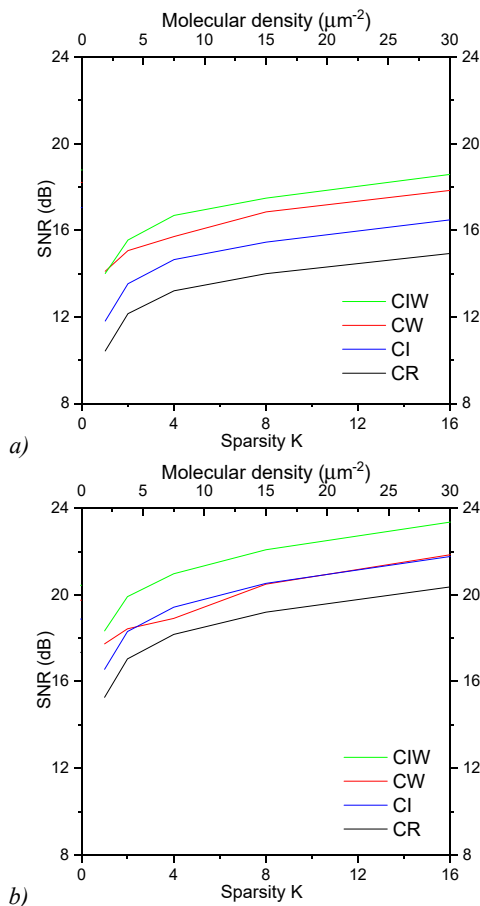 Molecular density (μm-2)
0 5 10 15 20 25 30
24 24
20 20
SNR (dB)
16 16
12 12
CIW
CW
CI
CR
8 8
0 4 8 12 16
Sparsity K
a)
Molecular density (μm-2)
0 5 10 15 20 25 30
24 24
20 20
SNR (dB)
16 16
12 12
CIW
CW
CI
CR
8 8
0 4 8 12 16
Sparsity K
b)